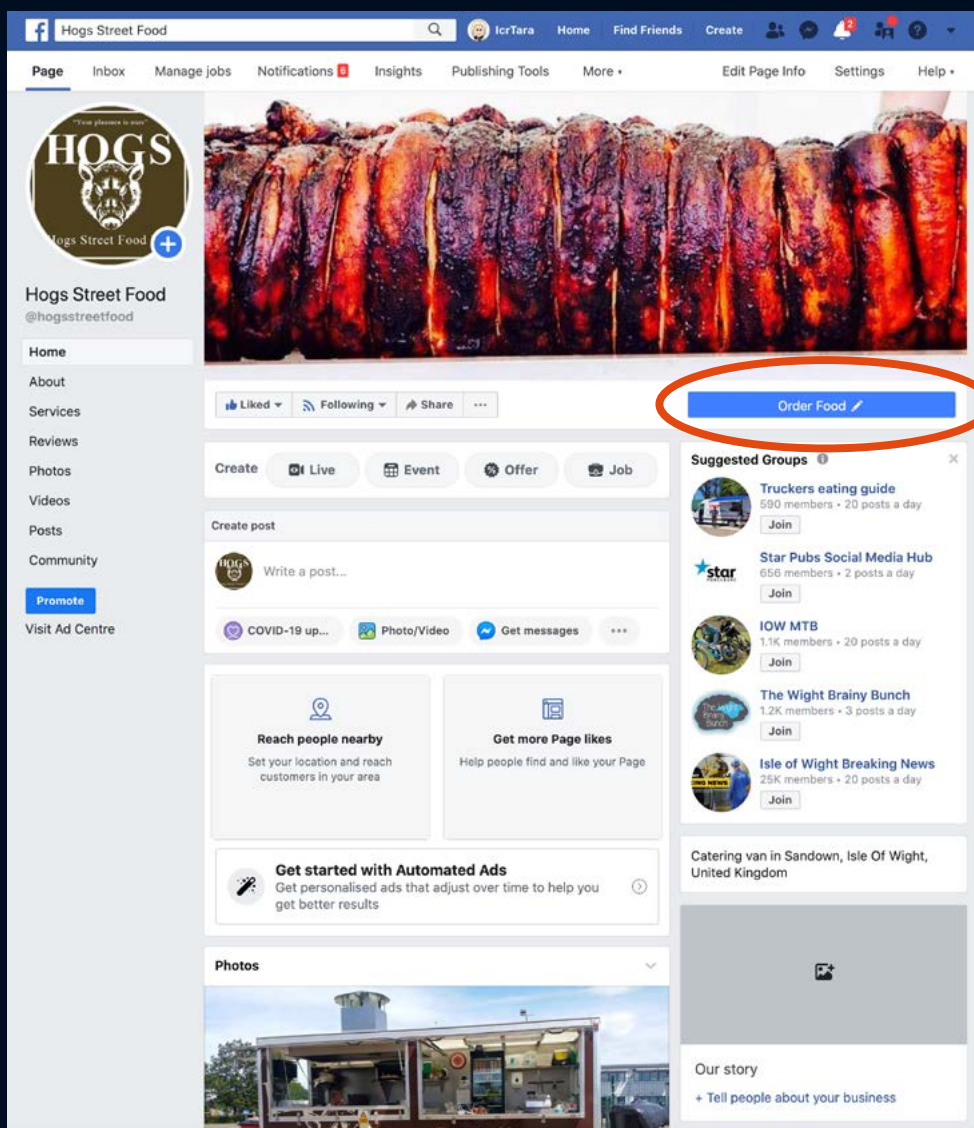 Hogs Street Food
IcrTara
Home
Find Friends
Create
2
Page
Inbox
Manage jobs
Notifications 6
Insights
Publishing Tools
More
Edit Page Info
Settings
Help
"Your pleasure is ours"
HOGS
Hogs Street Food
Hogs Street Food
@hogsstreetfood
Home
About
Services
Reviews
Photos
Videos
Posts
Community
Promote
Visit Ad Centre
Liked
Following
Share
Order Food
Create
Live
Event
Offer
Job
Create post
HOGS
Write a post...
COVID-19 up...
Photo/Video
Get messages
Reach people nearby
Set your location and reach
customers in your area
Get more Page likes
Help people find and like your Page
Get started with Automated Ads
Get personalised ads that adjust over time to help you
get better results
Photos
Suggested Groups
Truckers eating guide
590 members • 20 posts a day
Join
star
Star Pubs Social Media Hub
656 members • 2 posts a day
Join
IOW MTB
1.1K members • 20 posts a day
Join
The Wight
Brainy
Bunch
The Wight Brainy Bunch
1.2K members • 3 posts a day
Join
Isle of Wight Breaking News
25K members • 20 posts a day
Join
Catering van in Sandown, Isle Of Wight,
United Kingdom
Our story
+ Tell people about your business